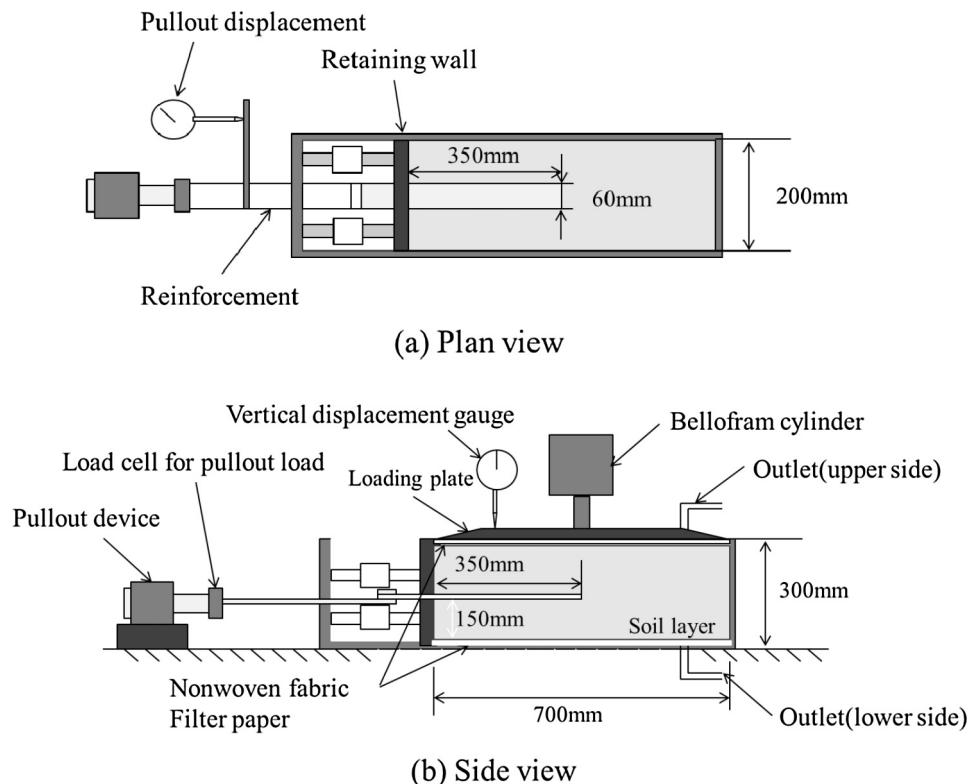 Pullout displacement
Retaining wall
350mm
60mm
200mm
Reinforcement
(a) Plan view
Vertical displacement gauge
Bellofram cylinder
Load cell for pullout load
Loading plate
Outlet(upper side)
Pullout device
350mm
300mm
150mm
Soil layer
Nonwoven fabric
Filter paper
700mm
Outlet(lower side)
(b) Side view